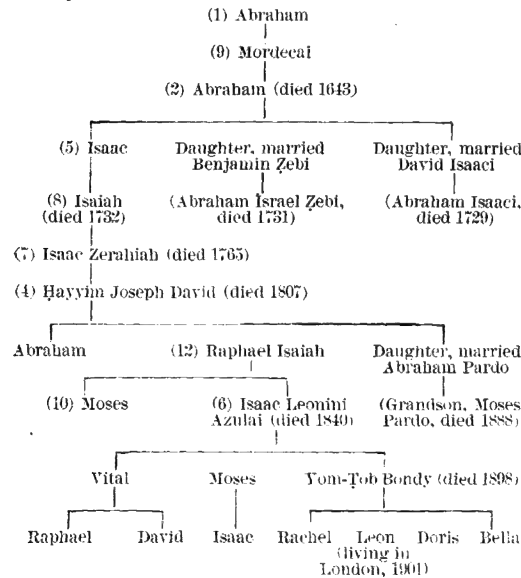 (1) Abraham
(9) Mordecai
(2) Abraham (died 1643)
(5) Isaac Daughter, married Daughter, married
Benjamin Ẓebi David Isaaci
(8) Isaiah (Abraham Israel Ẓebi, (Abraham Isaaci,
(died 1732) died 1731) died 1729)
(7) Isaac Zerahiah (died 1765)
(4) Ḥayyim Joseph David (died 1807)
Abraham (12) Raphael Isaiah Daughter, married
Abraham Pardo
(10) Moses (6) Isaac Leonini (Grandson, Moses
Azulai (died 1840) Pardo, died 1888)
Vital Moses Yom-Ṭob Bondy (died 1898)
Raphael David Isaac Rachel Leon Doris Bella
(living in
London, 1901)